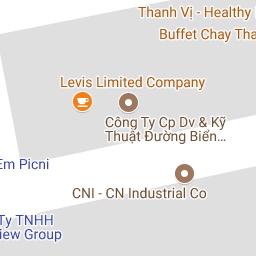 Thanh Vị - Healthy
Buffet Chay
Levis Limited Company
Công Ty Cp Dv & Kỹ
Thuật Đường Biển...
Em Picni
CNI - CN Industrial Co
Ty TNHH
iew Group